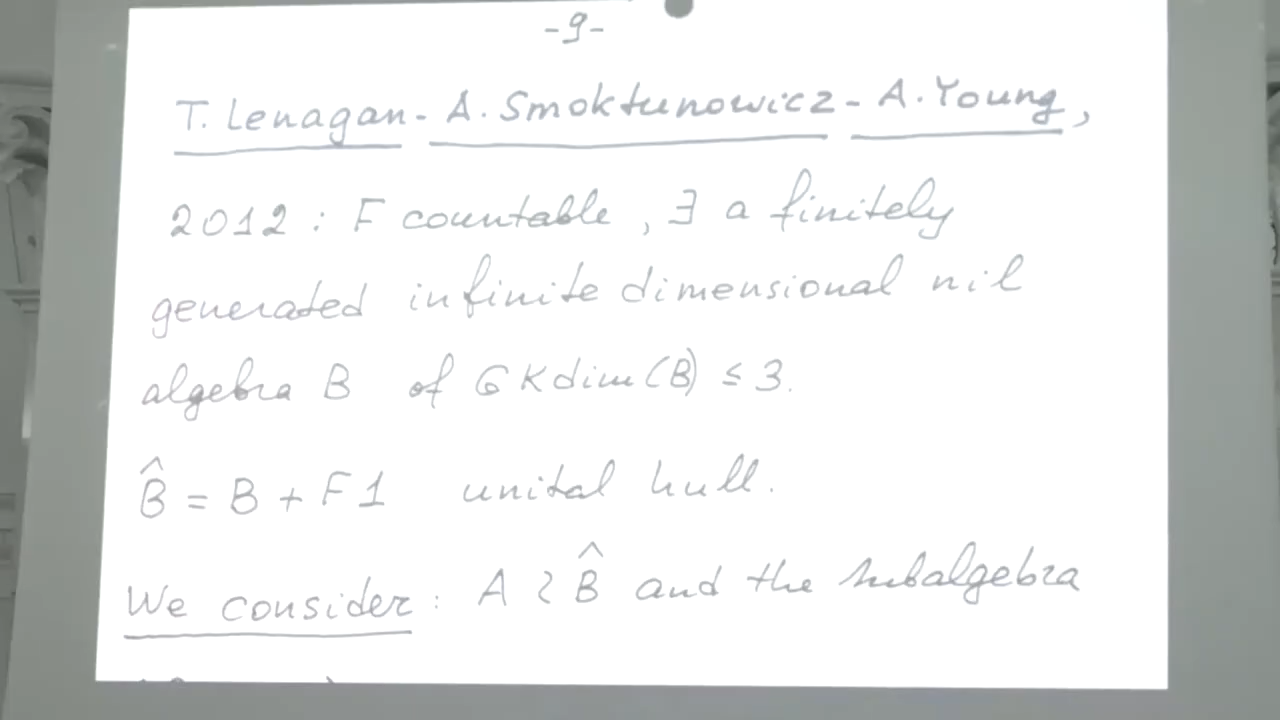 -9-
T. Lenagan - A. Smoktunowicz - A. Young,
2012 : F countable, ∃ a finitely
generated infinite dimensional nil
algebra B of GKdim(B) ≤ 3.
B̂ = B + F1 unital hull.
We consider: A ≀ B̂ and the subalgebra